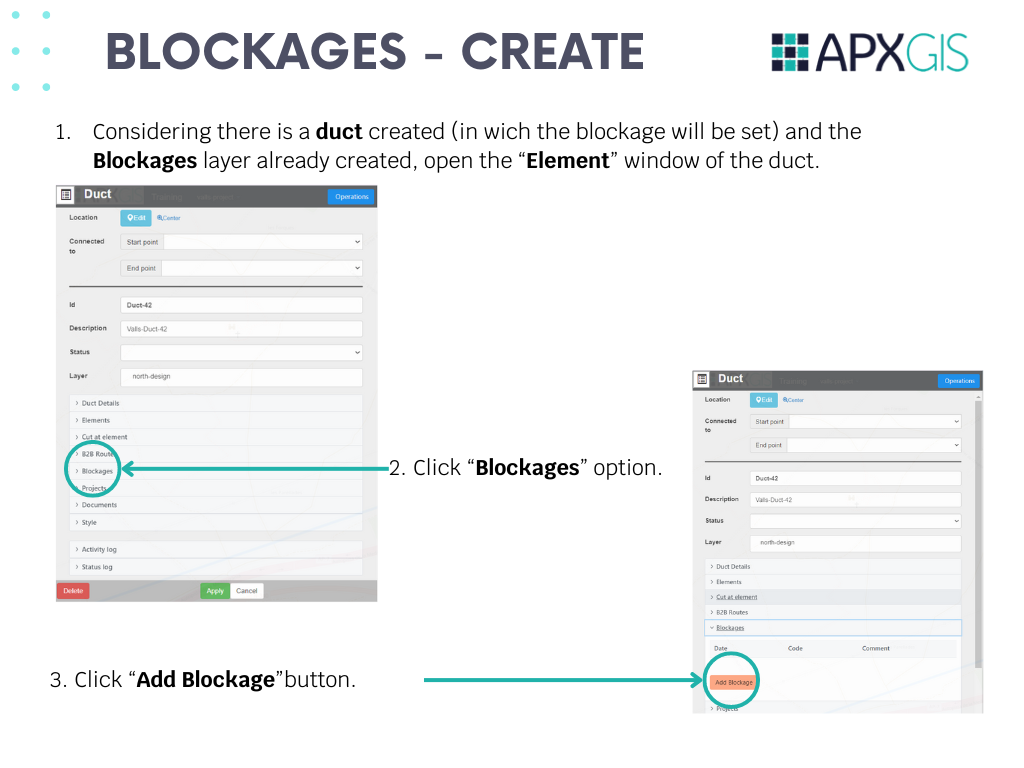 BLOCKAGES - CREATE
APXGIS
1. Considering there is a duct created (in wich the blockage will be set) and the
Blockages layer already created, open the “Element” window of the duct.
Duct
Operations
Location
Edit
Center
Connected
to
Start point
End point
Id
Duct-42
Description
Valls-Duct-42
Status
Layer
north-design
Duct Details
Elements
Cut at element
B2B Route
Blockages
Projects
Documents
Style
Activity log
Status log
Delete
Apply
Cancel
2. Click “Blockages” option.
Duct
Operations
Location
Edit
Center
Connected
to
Start point
End point
Id
Duct-42
Description
Valls-Duct-42
Status
Layer
north-design
Duct Details
Elements
Cut at element
B2B Routes
Blockages
Date
Code
Comment
Add Blockage
Projects
3. Click “Add Blockage”button.